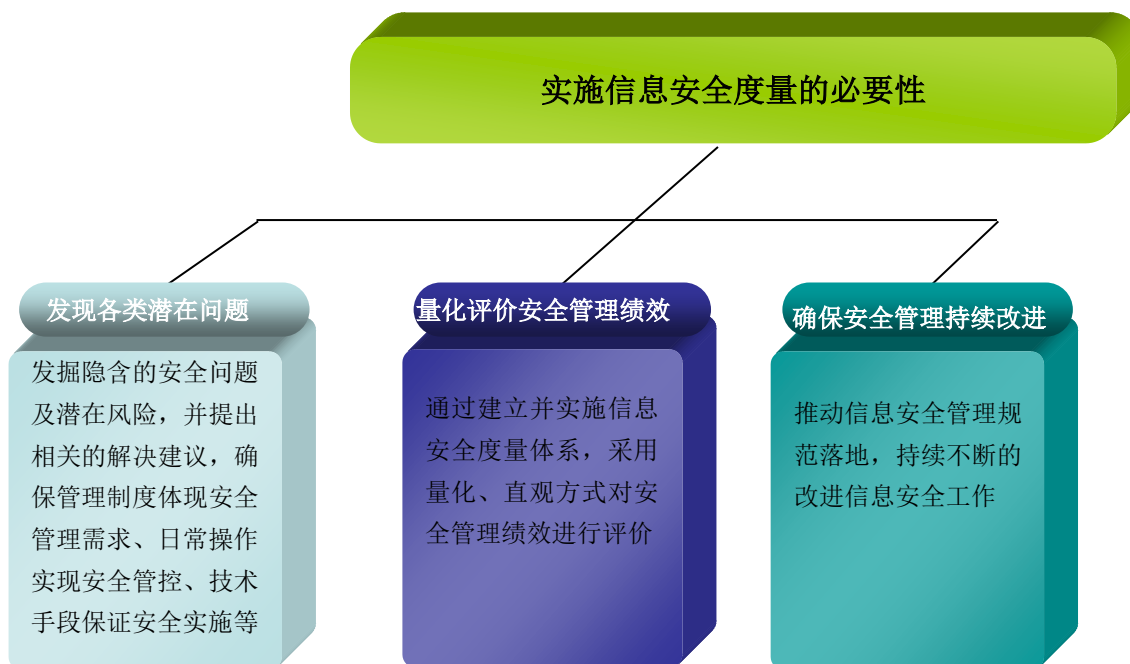 实施信息安全度量的必要性
发现各类潜在问题
发掘隐含的安全问题
及潜在风险，并提出
相关的解决建议，确
保管理制度体现安全
管理需求、日常操作
实现安全管控、技术
手段保证安全实施等
量化评价安全管理绩效
通过建立并实施信息
安全度量体系，采用
量化、直观方式对安
全管理绩效进行评价
确保安全管理持续改进
推动信息安全管理规
范落地，持续不断的
改进信息安全工作